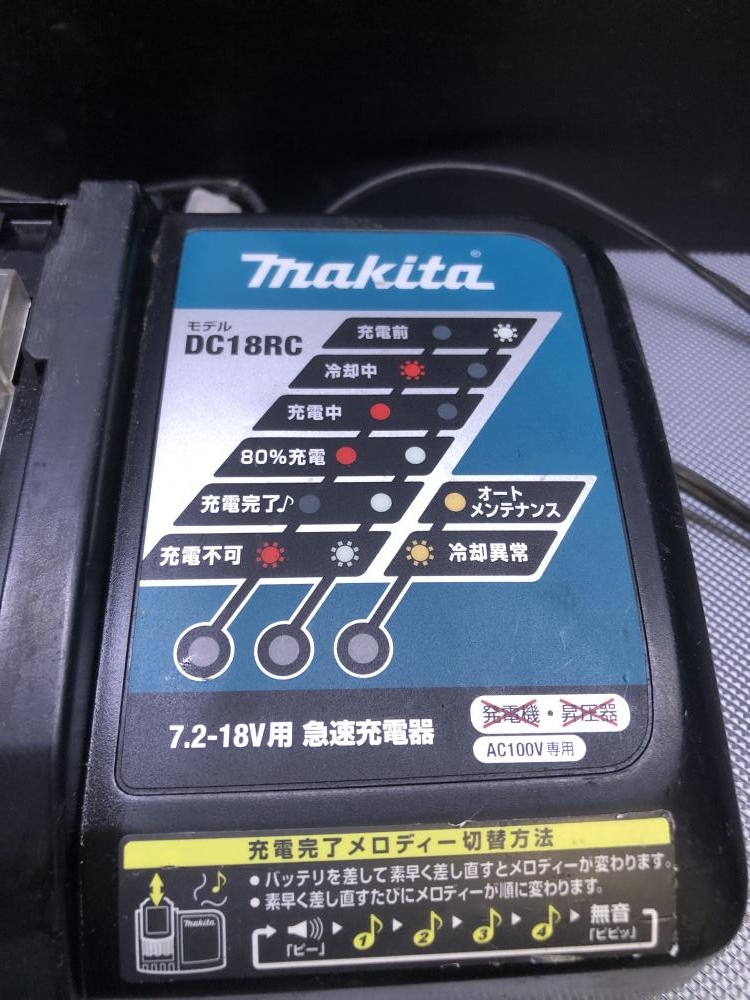 makita®
モデル
DC18RC
充電前
冷却中
充電中
80%充電
充電完了♪
オート
メンテナンス
充電不可
冷却異常
7.2-18V用 急速充電器
発電機・昇圧器
AC100V専用
充電完了メロディー切替方法
● バッテリを差して素早く差し直すとメロディーが変わります。
● 素早く差し直すたびにメロディーが順に変わります。
makita
「ピー」
1
2
3
4
無音
「ピピッ」